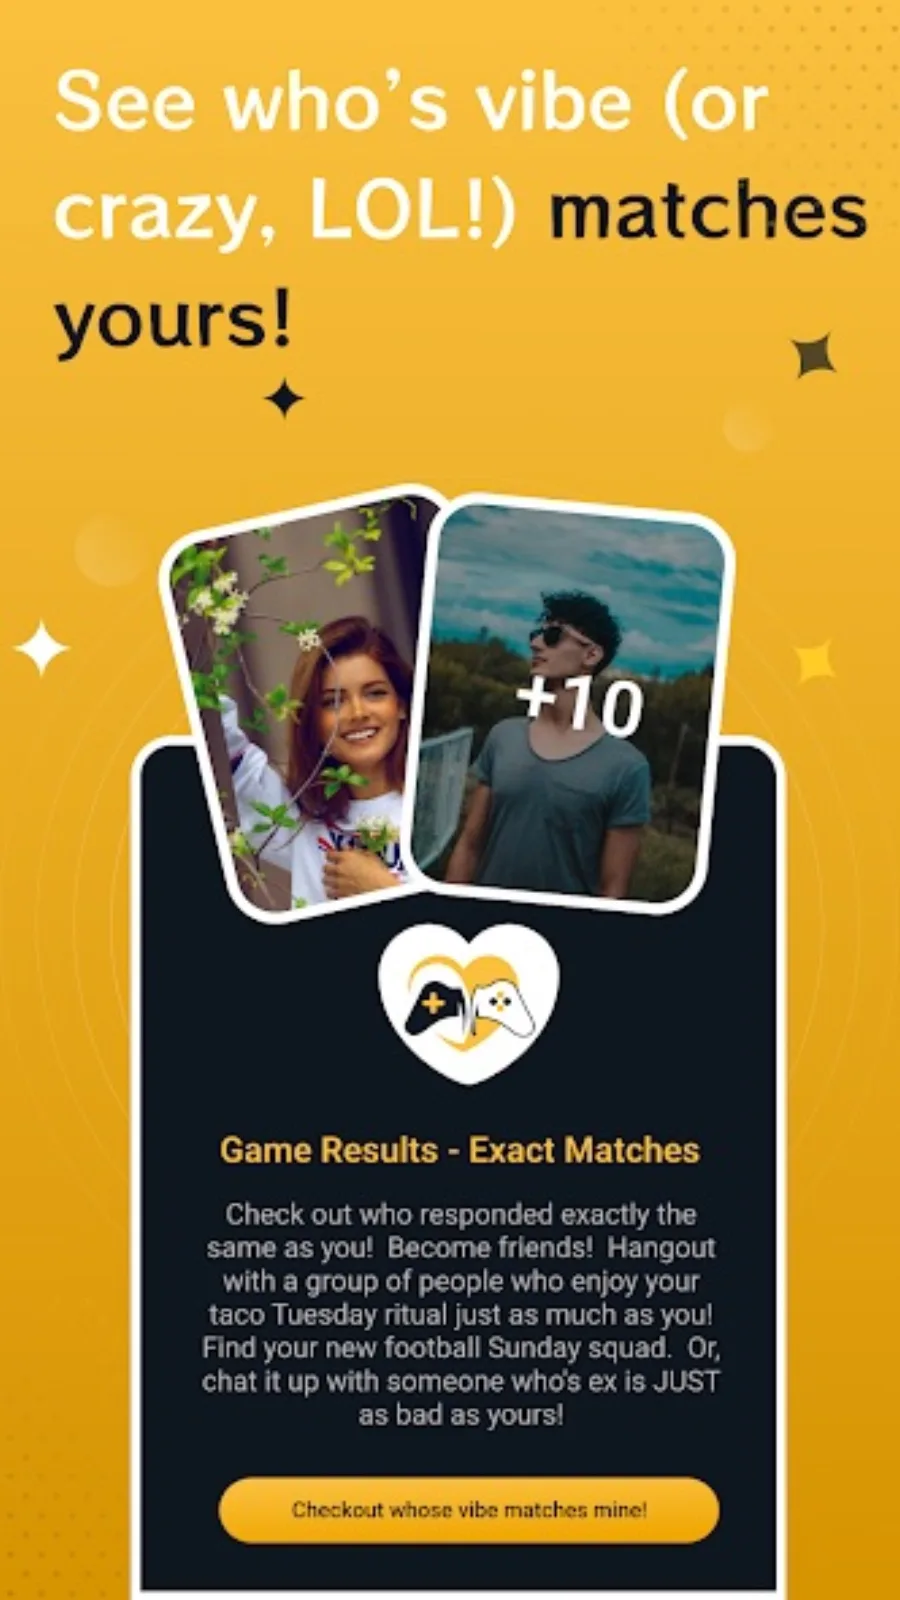 See who's vibe (or
crazy, LOL!) matches
yours!
+10
Game Results - Exact Matches
Check out who responded exactly the
same as you!  Become friends!  Hangout
with a group of people who enjoy your
taco Tuesday ritual just as much as you!
Find your new football Sunday squad.  Or,
chat it up with someone who's ex is JUST
as bad as yours!
Checkout whose vibe matches mine!